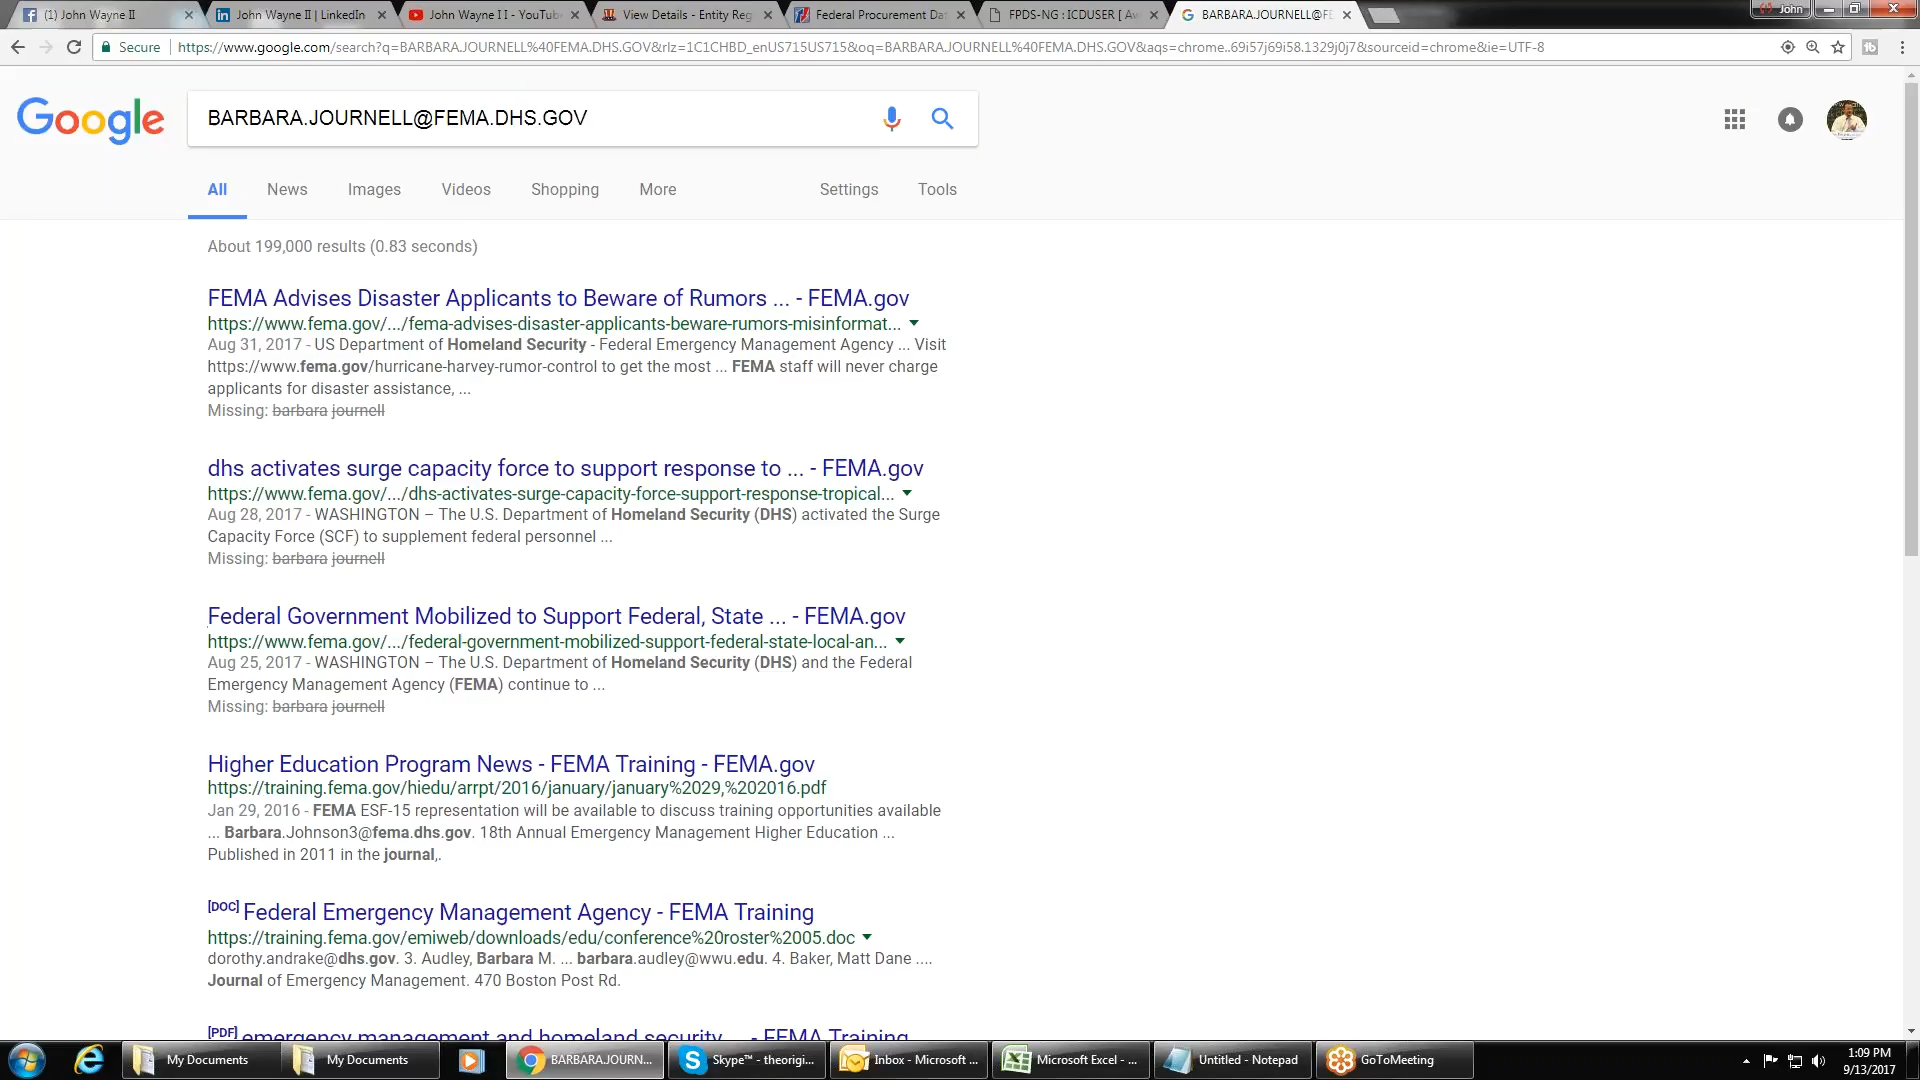 (1) John Wayne II
John Wayne II | LinkedIn
John Wayne I I - YouTub
View Details - Entity Reg
Federal Procurement Dat
FPDS-NG : ICDUSER [ Aw
BARBARA.JOURNELL@FE
John
Secure
https://www.google.com/search?q=BARBARA.JOURNELL%40FEMA.DHS.GOV&rlz=1C1CHBD_enUS715US715&oq=BARBARA.JOURNELL%40FEMA.DHS.GOV&aqs=chrome..69i57j69i58.1329j0j7&sourceid=chrome&ie=UTF-8
Google
BARBARA.JOURNELL@FEMA.DHS.GOV
All News Images Videos Shopping More Settings Tools
About 199,000 results (0.83 seconds)
FEMA Advises Disaster Applicants to Beware of Rumors ... - FEMA.gov
https://www.fema.gov/.../fema-advises-disaster-applicants-beware-rumors-misinformat...
Aug 31, 2017 - US Department of Homeland Security - Federal Emergency Management Agency ... Visit
https://www.fema.gov/hurricane-harvey-rumor-control to get the most ... FEMA staff will never charge
applicants for disaster assistance, ...
Missing: barbara journell
dhs activates surge capacity force to support response to ... - FEMA.gov
https://www.fema.gov/.../dhs-activates-surge-capacity-force-support-response-tropical...
Aug 28, 2017 - WASHINGTON – The U.S. Department of Homeland Security (DHS) activated the Surge
Capacity Force (SCF) to supplement federal personnel ...
Missing: barbara journell
Federal Government Mobilized to Support Federal, State ... - FEMA.gov
https://www.fema.gov/.../federal-government-mobilized-support-federal-state-local-an...
Aug 25, 2017 - WASHINGTON – The U.S. Department of Homeland Security (DHS) and the Federal
Emergency Management Agency (FEMA) continue to ...
Missing: barbara journell
Higher Education Program News - FEMA Training - FEMA.gov
https://training.fema.gov/hiedu/arrpt/2016/january/january%2029,%202016.pdf
Jan 29, 2016 - FEMA ESF-15 representation will be available to discuss training opportunities available
... Barbara.Johnson3@fema.dhs.gov. 18th Annual Emergency Management Higher Education ...
Published in 2011 in the journal,.
[DOC] Federal Emergency Management Agency - FEMA Training
https://training.fema.gov/emiweb/downloads/edu/conference%20roster%2005.doc
dorothy.andrake@dhs.gov. 3. Audley, Barbara M. ... barbara.audley@wwu.edu. 4. Baker, Matt Dane ....
Journal of Emergency Management. 470 Boston Post Rd.
[PDF] emergency management and homeland security ... - FEMA Training
My Documents
My Documents
BARBARA.JOURN...
Skype™ - theorigi...
Inbox - Microsoft ...
Microsoft Excel - ...
Untitled - Notepad
GoToMeeting
1:09 PM
9/13/2017